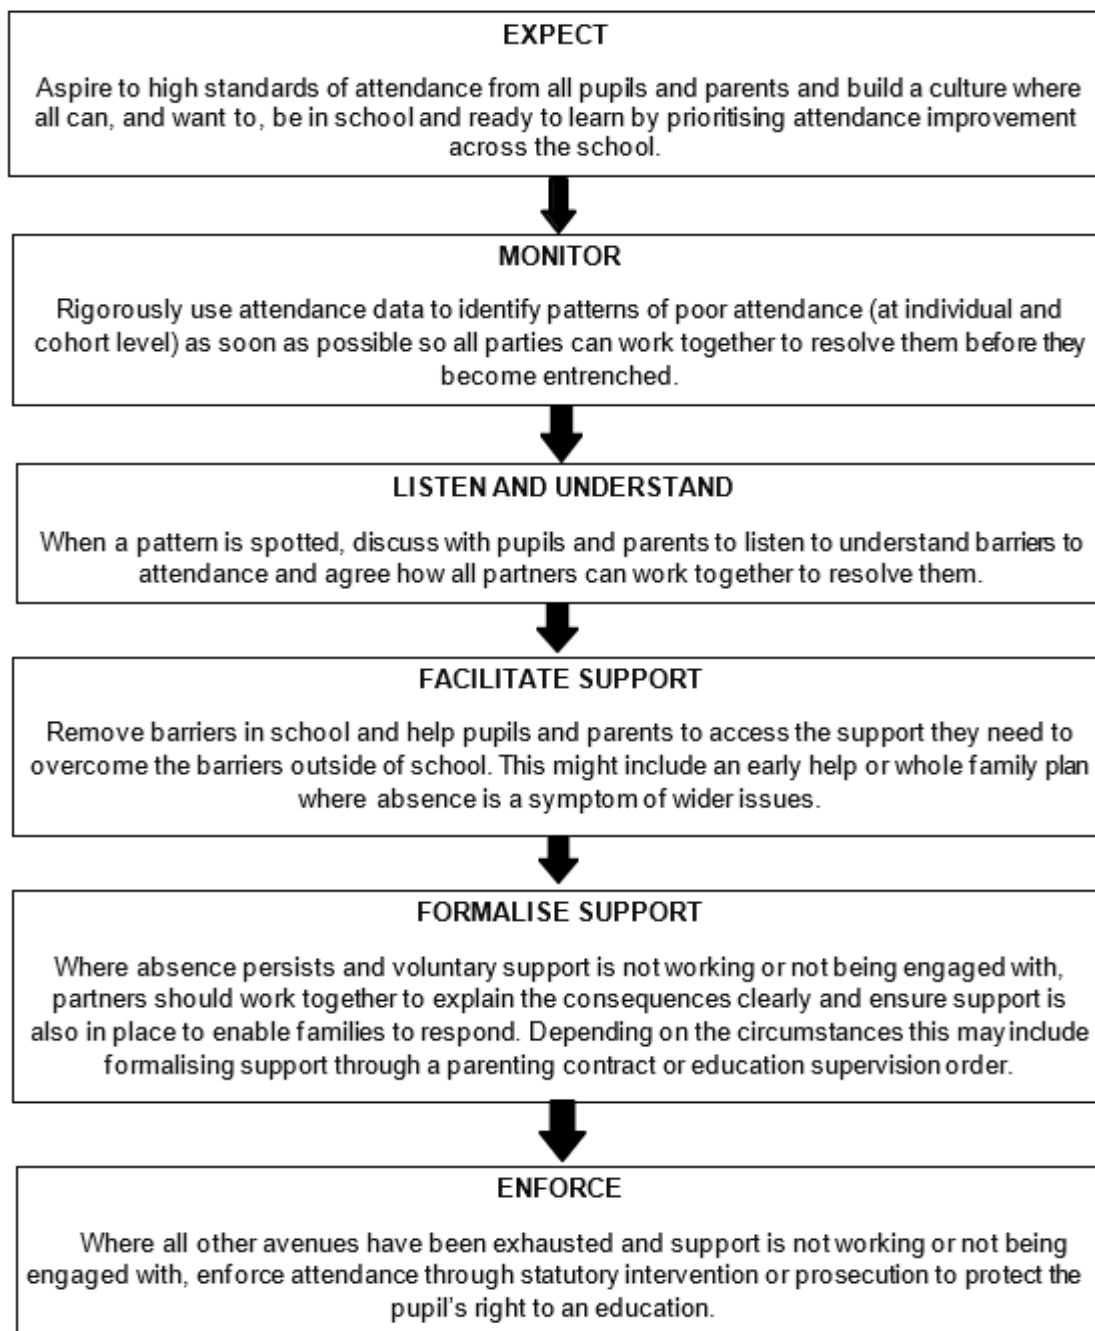 EXPECT
Aspire to high standards of attendance from all pupils and parents and build a culture where
all can, and want to, be in school and ready to learn by prioritising attendance improvement
across the school.
MONITOR
Rigorously use attendance data to identify patterns of poor attendance (at individual and
cohort level) as soon as possible so all parties can work together to resolve them before they
become entrenched.
LISTEN AND UNDERSTAND
When a pattern is spotted, discuss with pupils and parents to listen to understand barriers to
attendance and agree how all partners can work together to resolve them.
FACILITATE SUPPORT
Remove barriers in school and help pupils and parents to access the support they need to
overcome the barriers outside of school. This might include an early help or whole family plan
where absence is a symptom of wider issues.
FORMALISE SUPPORT
Where absence persists and voluntary support is not working or not being engaged with,
partners should work together to explain the consequences clearly and ensure support is
also in place to enable families to respond. Depending on the circumstances this may include
formalising support through a parenting contract or education supervision order.
ENFORCE
Where all other avenues have been exhausted and support is not working or not being
engaged with, enforce attendance through statutory intervention or prosecution to protect the
pupil's right to an education.